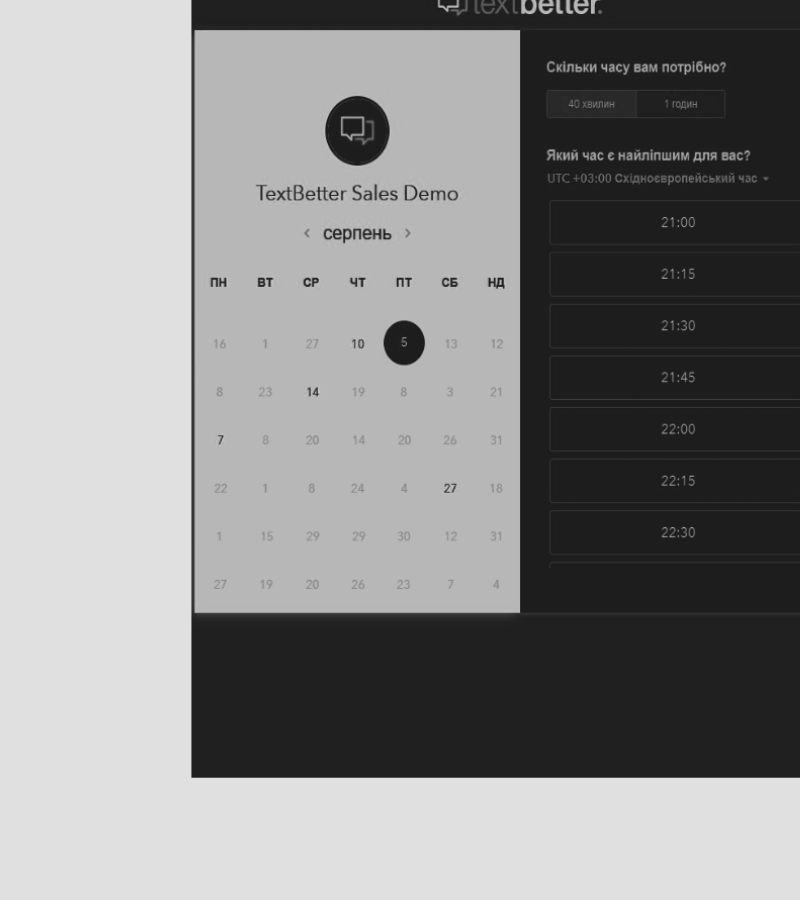 textbetter.
TextBetter Sales Demo
‹ серпень ›
ПН ВТ СР ЧТ ПТ СБ НД
16 1 27 10 5 13 12
8 23 14 19 8 3 21
7 8 20 14 20 26 31
22 1 8 24 4 27 18
1 15 29 29 30 12 31
27 19 20 26 23 7 4
Скільки часу вам потрібно?
40 хвилин 1 годин
Який час є найліпшим для вас?
UTC +03:00 Східноєвропейський час
21:00
21:15
21:30
21:45
22:00
22:15
22:30